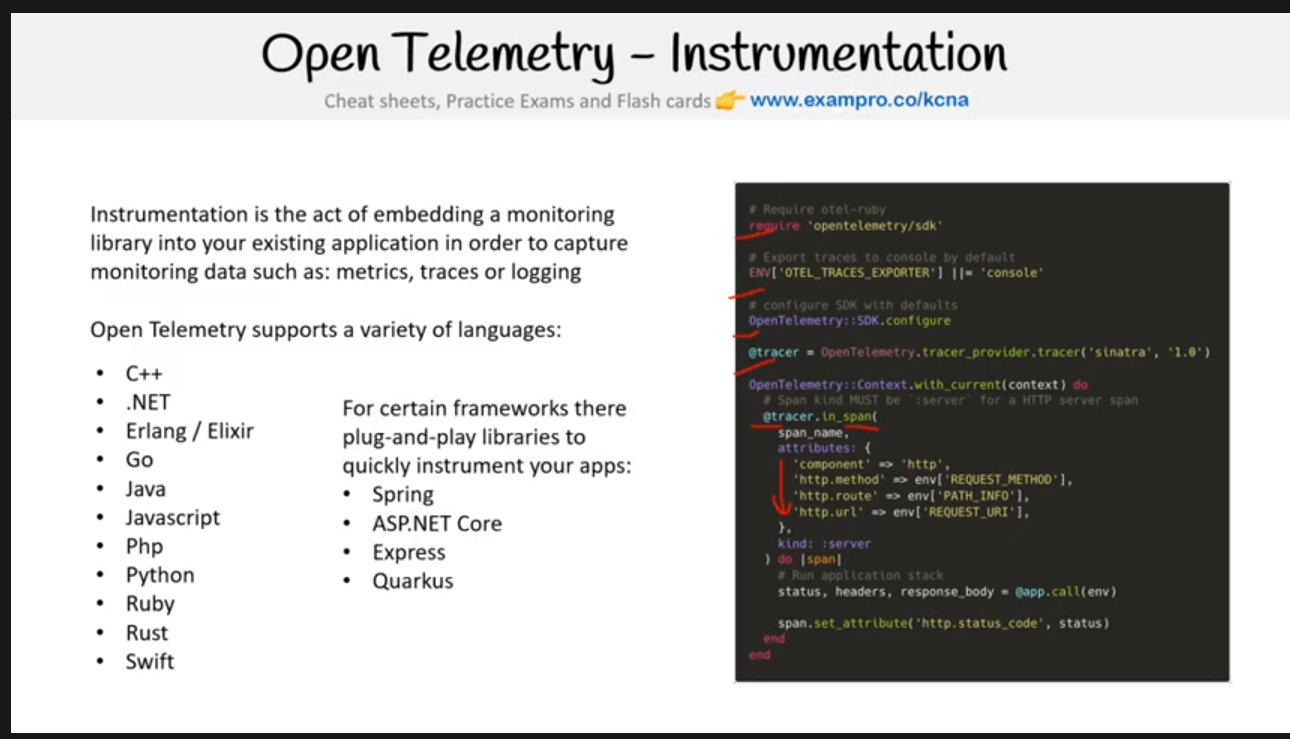 Open Telemetry – Instrumentation
Cheat sheets, Practice Exams and Flash cards 👉 www.exampro.co/kcna
Instrumentation is the act of embedding a monitoring
library into your existing application in order to capture
monitoring data such as: metrics, traces or logging
Open Telemetry supports a variety of languages:
• C++
• .NET
• Erlang / Elixir
• Go
• Java
• Javascript
• Php
• Python
• Ruby
• Rust
• Swift
For certain frameworks there
plug-and-play libraries to
quickly instrument your apps:
• Spring
• ASP.NET Core
• Express
• Quarkus
# Require otel-ruby
require 'opentelemetry/sdk'
# Export traces to console by default
ENV['OTEL_TRACES_EXPORTER'] ||= 'console'
# configure SDK with defaults
OpenTelemetry::SDK.configure
@tracer = OpenTelemetry.tracer_provider.tracer('sinatra', '1.0')
OpenTelemetry::Context.with_current(context) do
# Span kind MUST be `:server` for a HTTP server span
@tracer.in_span(
span_name,
attributes: {
'component' => 'http',
'http.method' => env['REQUEST_METHOD'],
'http.route' => env['PATH_INFO'],
'http.url' => env['REQUEST_URI'],
},
kind: :server
) do |span|
# Run application stack
status, headers, response_body = @app.call(env)
span.set_attribute('http.status_code', status)
end
end